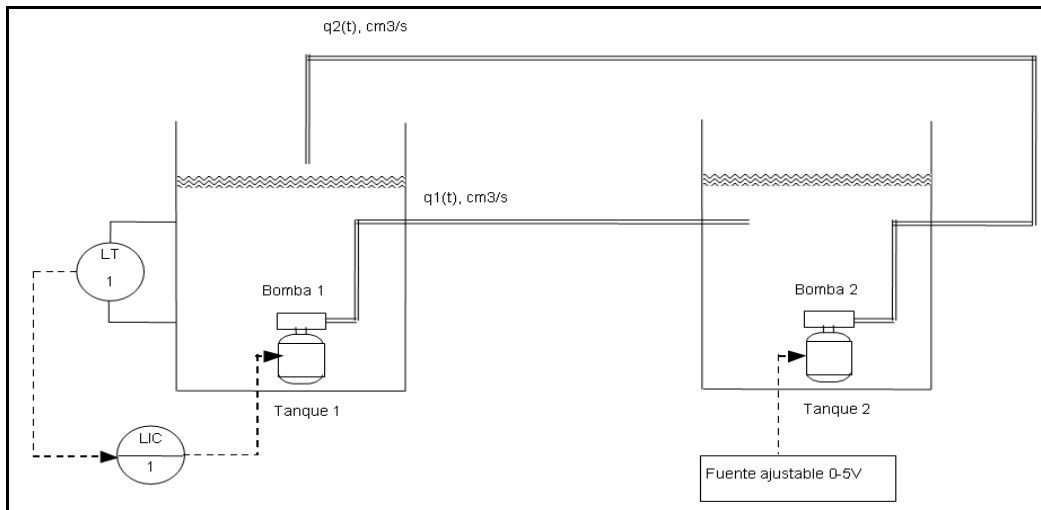 q2(t), cm3/s
q1(t), cm3/s
LT
1
Bomba 1
Bomba 2
Tanque 1
Tanque 2
LIC
1
Fuente ajustable 0-5V